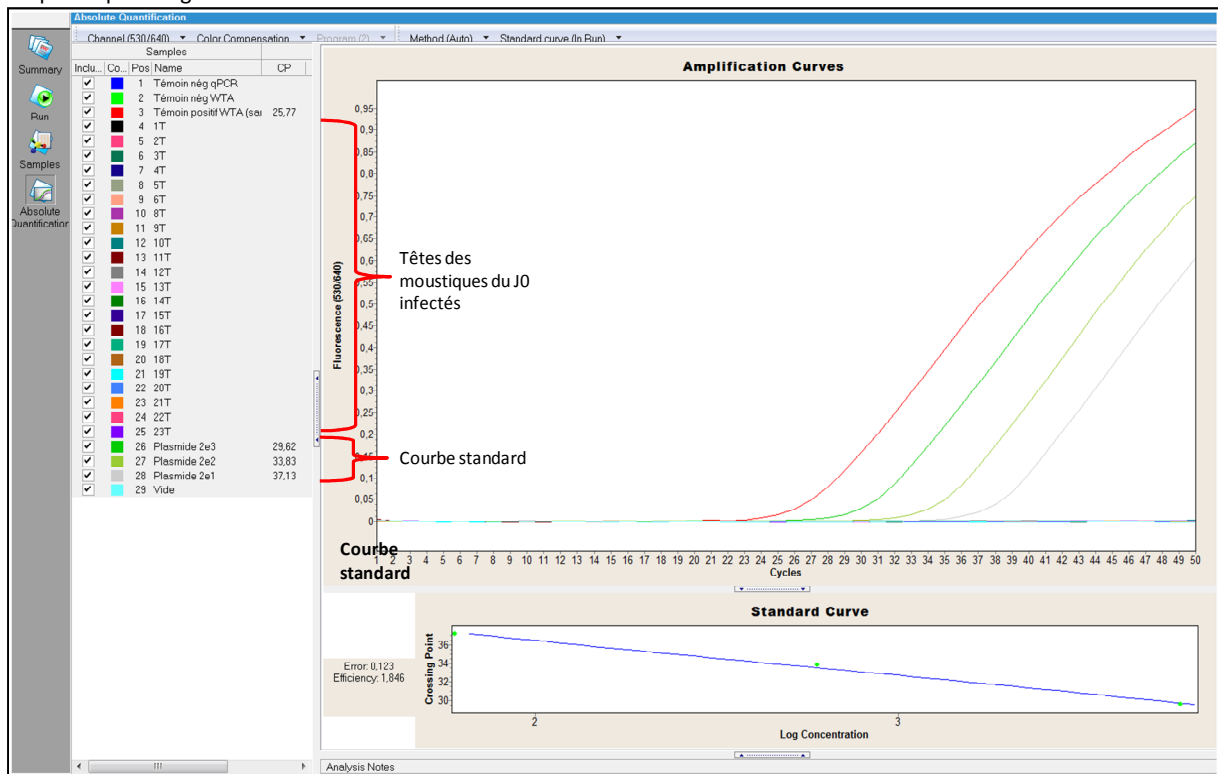 Absolute Quantification
Channel (530/640) Color Compensation Program (2) Method (Auto) Standard curve (In Run)
Summary
Run
Samples
Absolute
Samples
Inclu... Co... Pos Name CP
1 Témoin nég qPCR
2 Témoin nég WTA
3 Témoin positif WTA (sai 25,77
4 1T
5 2T
6 3T
7 4T
8 5T
9 6T
10 8T
11 9T
12 10T
13 11T
14 12T
15 13T
16 14T
17 15T
18 16T
19 17T
20 18T
21 19T
22 20T
23 21T
24 22T
25 23T
26 Plasmide 2e3 29,62
27 Plasmide 2e2 33,83
28 Plasmide 2e1 37,13
29 Vide
Têtes des
moustiques du J0
infectés
Courbe standard
Courbe
standard
Amplification Curves
Fluorescence (530/640)
0,95
0,9
0,85
0,8
0,75
0,7
0,65
0,6
0,55
0,5
0,45
0,4
0,35
0,3
0,25
0,2
0,15
0,1
0,05
0
1 2 3 4 5 6 7 8 9 10 11 12 13 14 15 16 17 18 19 20 21 22 23 24 25 26 27 28 29 30 31 32 33 34 35 36 37 38 39 40 41 42 43 44 45 46 47 48 49 50
Cycles
Standard Curve
Error: 0,123
Efficiency: 1,846
Crossing Point
36
34
32
30
2 3
Log Concentration
Analysis Notes